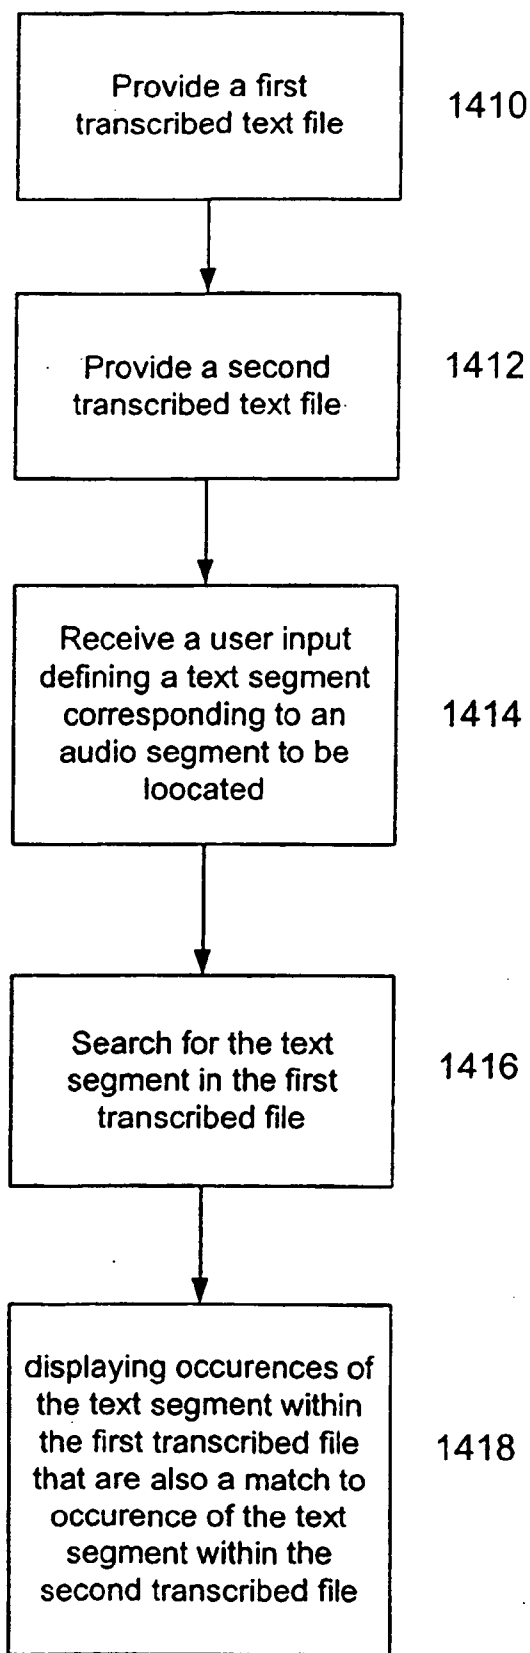 Provide a first
transcribed text file
1410
Provide a second
transcribed text file
1412
Receive a user input
defining a text segment
corresponding to an
audio segment to be
loocated
1414
Search for the text
segment in the first
transcribed file
1416
displaying occurences of
the text segment within
the first transcribed file
that are also a match to
occurence of the text
segment within the
second transcribed file
1418